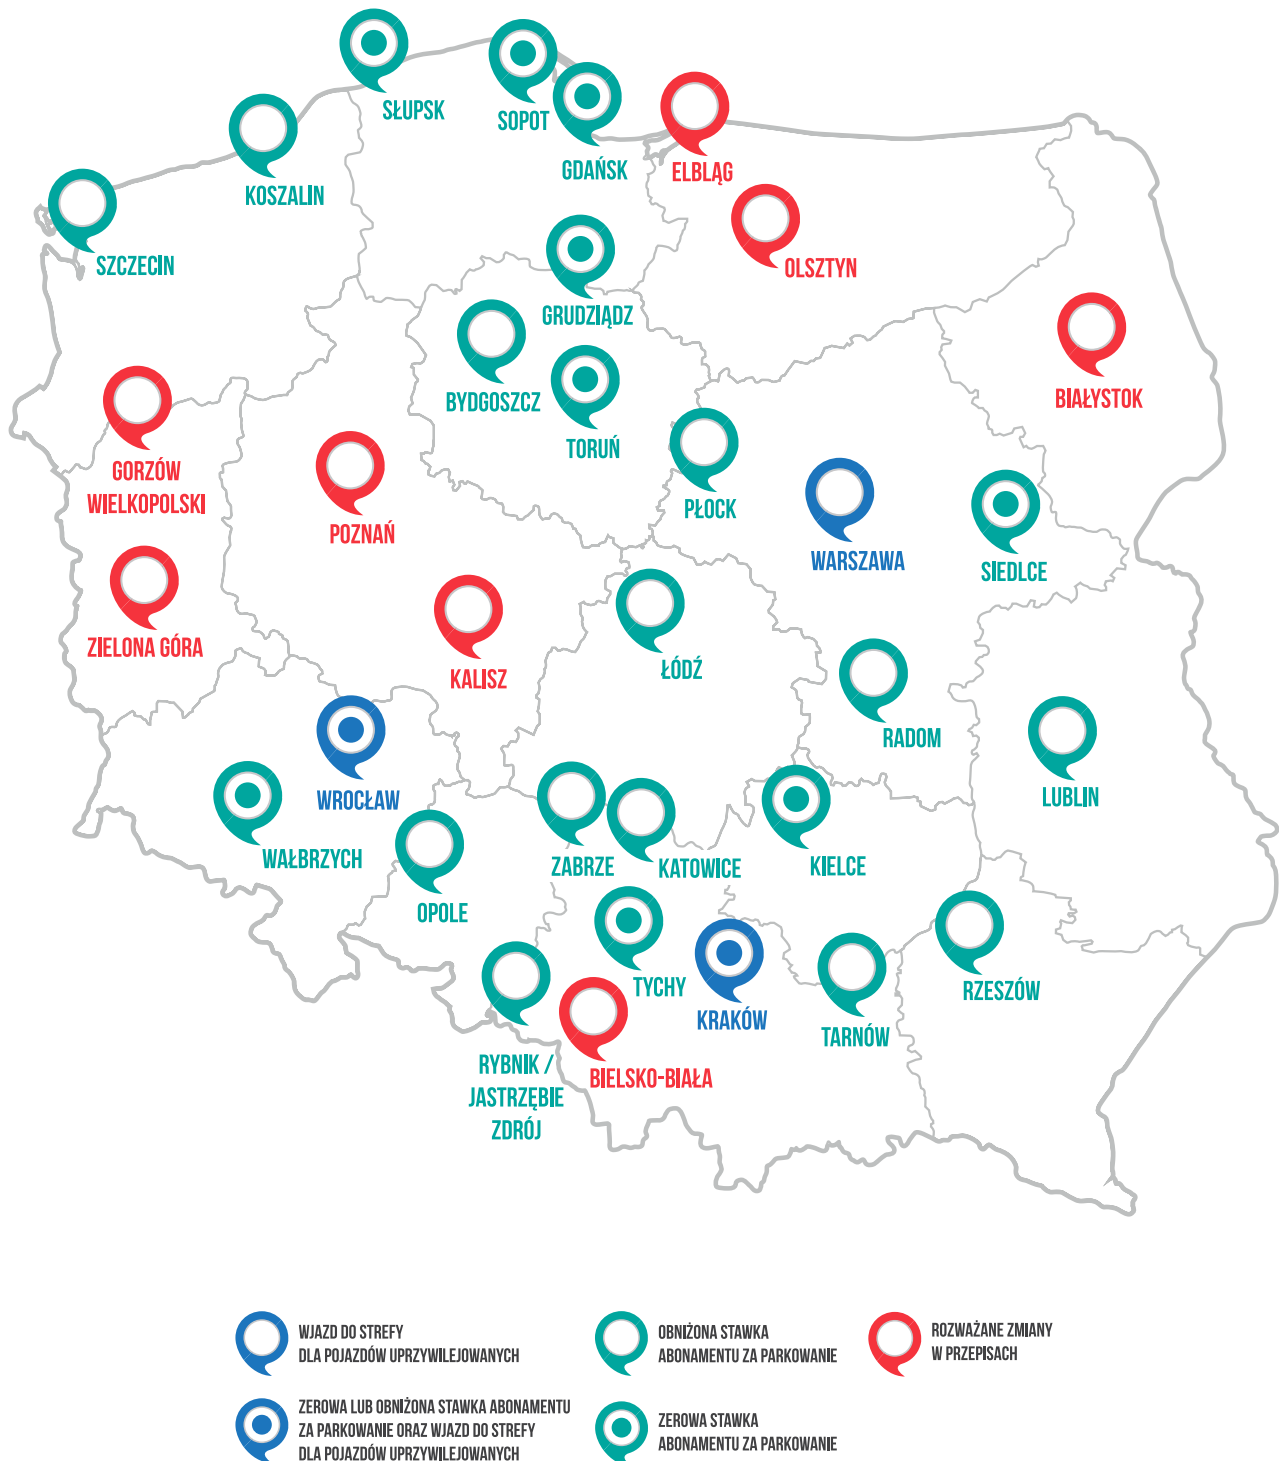 SŁUPSK
SOPOT
GDAŃSK
ELBLĄG
KOSZALIN
SZCZECIN
OLSZTYN
GRUDZIĄDZ
BIAŁYSTOK
BYDGOSZCZ
TORUŃ
GORZÓW
WIELKOPOLSKI
POZNAŃ
PŁOCK
WARSZAWA
SIEDLCE
ZIELONA GÓRA
KALISZ
ŁÓDŹ
RADOM
LUBLIN
WROCŁAW
WAŁBRZYCH
OPOLE
ZABRZE
KATOWICE
KIELCE
TYCHY
KRAKÓW
TARNÓW
RZESZÓW
RYBNIK /
JASTRZĘBIE
ZDRÓJ
BIELSKO-BIAŁA
WJAZD DO STREFY
DLA POJAZDÓW UPRZYWILEJOWANYCH
ZEROWA LUB OBNIŻONA STAWKA ABONAMENTU
ZA PARKOWANIE ORAZ WJAZD DO STREFY
DLA POJAZDÓW UPRZYWILEJOWANYCH
OBNIŻONA STAWKA
ABONAMENTU ZA PARKOWANIE
ZEROWA STAWKA
ABONAMENTU ZA PARKOWANIE
ROZWAŻANE ZMIANY
W PRZEPISACH